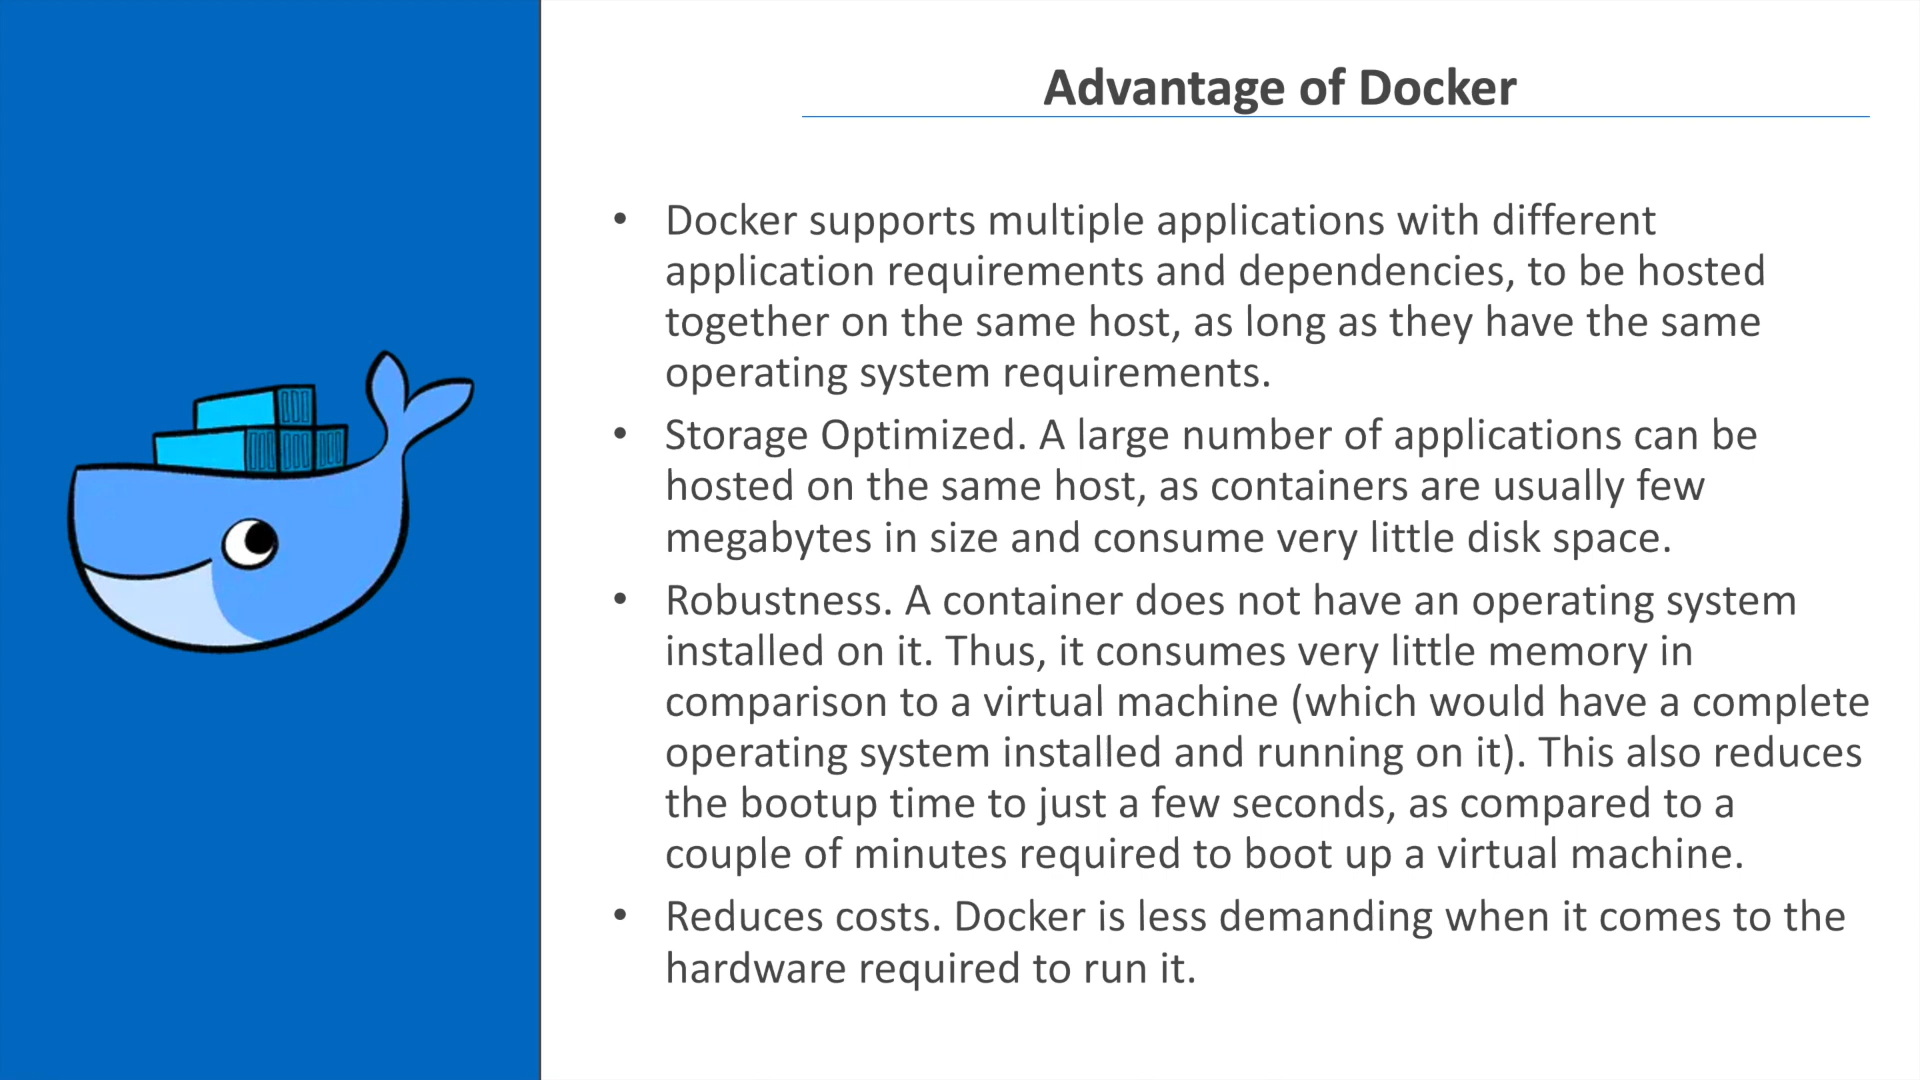 Advantage of Docker
• Docker supports multiple applications with different
application requirements and dependencies, to be hosted
together on the same host, as long as they have the same
operating system requirements.
• Storage Optimized. A large number of applications can be
hosted on the same host, as containers are usually few
megabytes in size and consume very little disk space.
• Robustness. A container does not have an operating system
installed on it. Thus, it consumes very little memory in
comparison to a virtual machine (which would have a complete
operating system installed and running on it). This also reduces
the bootup time to just a few seconds, as compared to a
couple of minutes required to boot up a virtual machine.
• Reduces costs. Docker is less demanding when it comes to the
hardware required to run it.